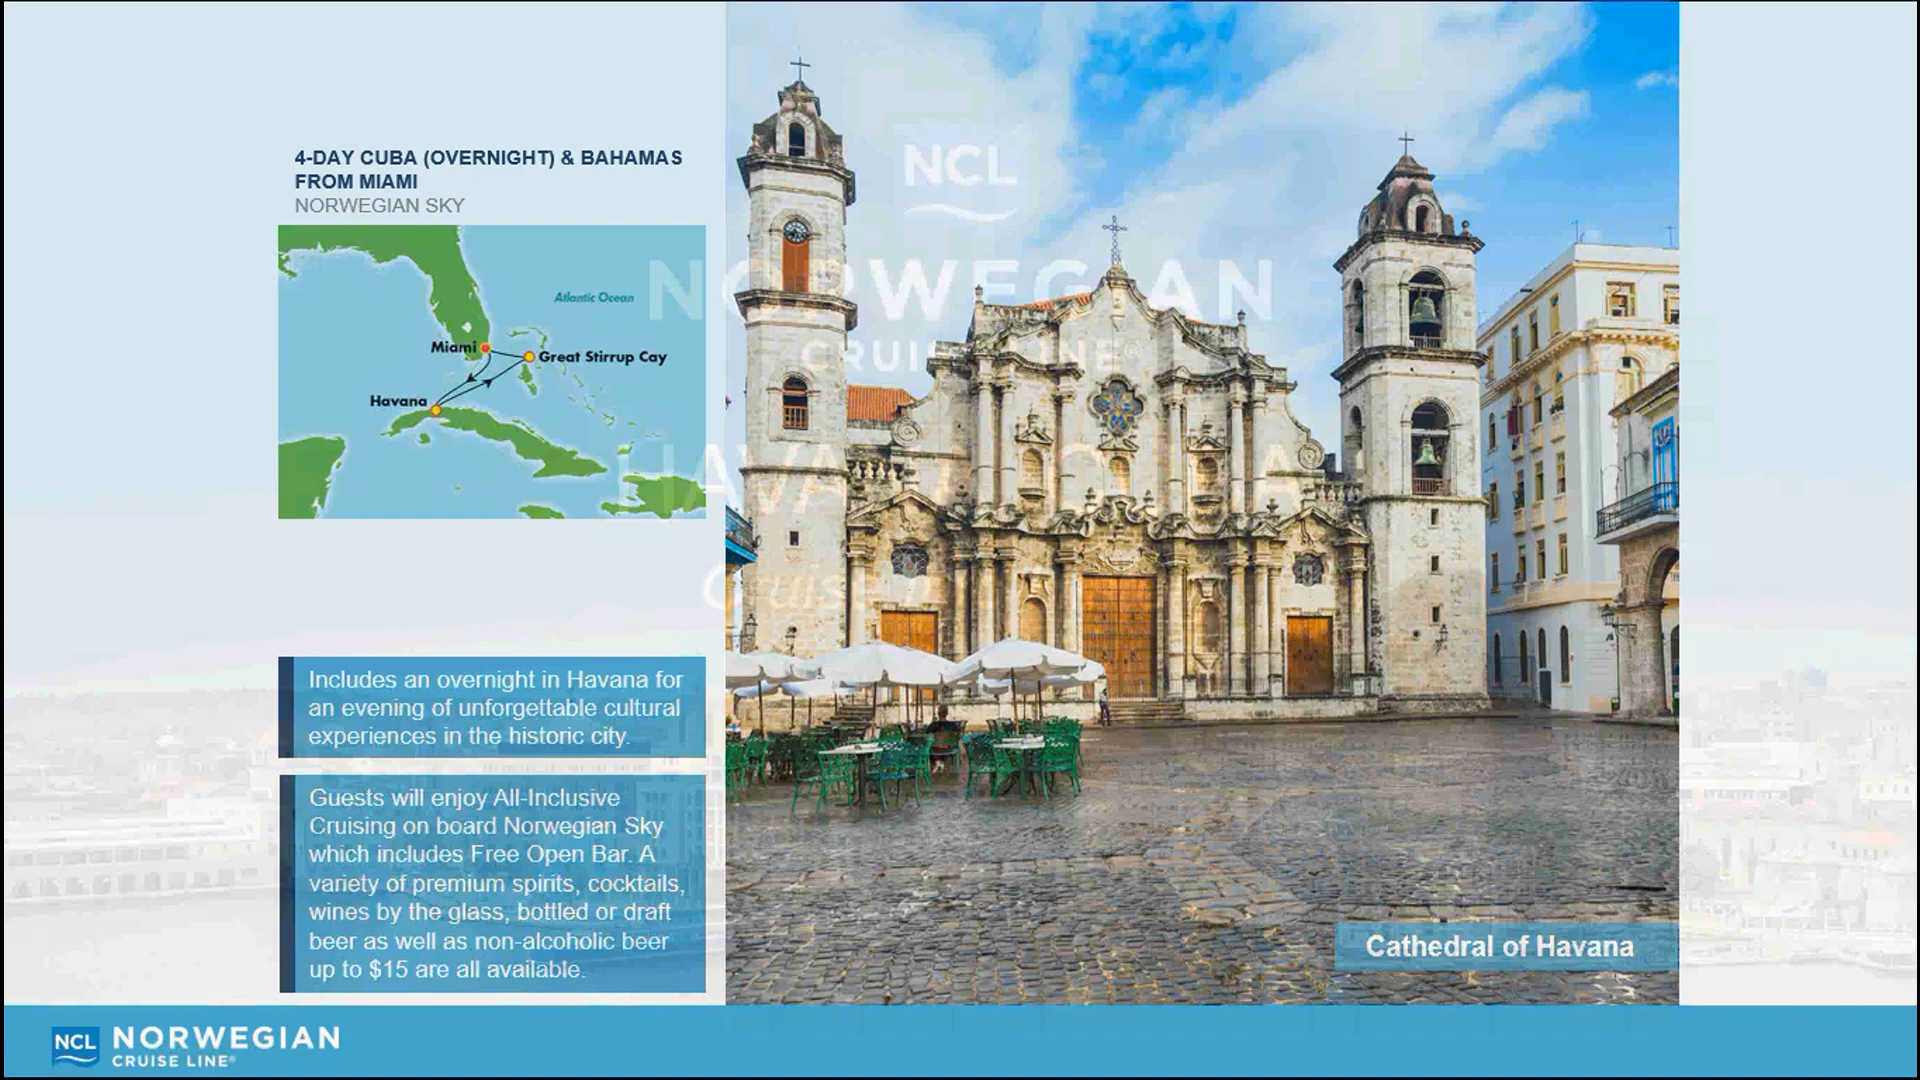 4-DAY CUBA (OVERNIGHT) & BAHAMAS
FROM MIAMI
NORWEGIAN SKY
Atlantic Ocean
Miami
Great Stirrup Cay
Havana
Includes an overnight in Havana for
an evening of unforgettable cultural
experiences in the historic city.
Guests will enjoy All-Inclusive
Cruising on board Norwegian Sky
which includes Free Open Bar. A
variety of premium spirits, cocktails,
wines by the glass, bottled or draft
beer as well as non-alcoholic beer
up to $15 are all available.
NCL
NORWEGIAN
CRUISE LINE®
Cathedral of Havana
NCL
NORWEGIAN
CRUISE LINE®